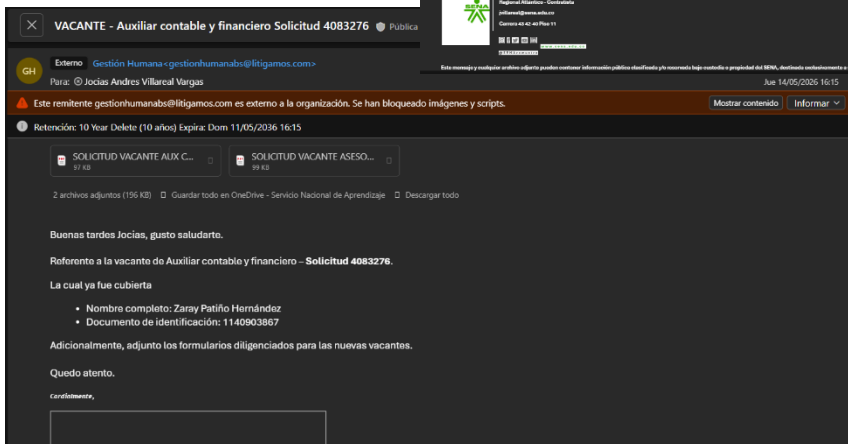 VACANTE - Auxiliar contable y financiero Solicitud 4083276 Pública
SENA
Regional Atlántico - Contratista
jvillareal@sena.edu.co
Carrera 43 42-40 Piso 11
Este mensaje y cualquier archivo adjunto pueden contener información pública clasificada y/o reservada bajo custodia o propiedad del SENA, destinada exclusivamente a
GH
Externo Gestión Humana<gestionhumanabs@litigamos.com>
Para: Jocias Andres Villareal Vargas
Jue 14/05/2026 16:15
Este remitente gestionhumanabs@litigamos.com es externo a la organización. Se han bloqueado imágenes y scripts.
Mostrar contenido Informar
Retención: 10 Year Delete (10 años) Expira: Dom 11/05/2036 16:15
SOLICITUD VACANTE AUX C...
97 KB
SOLICITUD VACANTE ASESO...
99 KB
2 archivos adjuntos (196 KB) Guardar todo en OneDrive - Servicio Nacional de Aprendizaje Descargar todo
Buenas tardes Jocias, gusto saludarte.
Referente a la vacante de Auxiliar contable y financiero – Solicitud 4083276.
La cual ya fue cubierta
• Nombre completo: Zaray Patiño Hernández
• Documento de identificación: 1140903867
Adicionalmente, adjunto los formularios diligenciados para las nuevas vacantes.
Quedo atento.
Cordialmente,